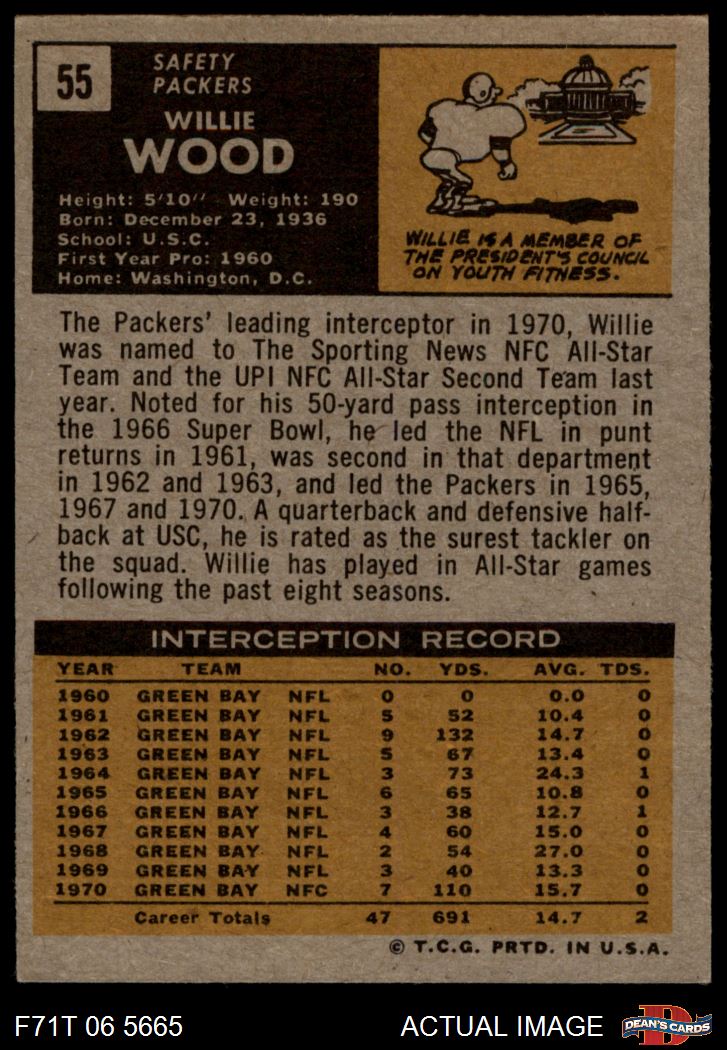 55
SAFETY
PACKERS
WILLIE
WOOD
Height: 5'10" Weight: 190
Born: December 23, 1936
School: U.S.C.
First Year Pro: 1960
Home: Washington, D.C.
WILLIE IS A MEMBER OF
THE PRESIDENT'S COUNCIL
ON YOUTH FITNESS.
The Packers' leading interceptor in 1970, Willie
was named to The Sporting News NFC All-Star
Team and the UPI NFC All-Star Second Team last
year. Noted for his 50-yard pass interception in
the 1966 Super Bowl, he led the NFL in punt
returns in 1961, was second in that department
in 1962 and 1963, and led the Packers in 1965,
1967 and 1970. A quarterback and defensive half-
back at USC, he is rated as the surest tackler on
the squad. Willie has played in All-Star games
following the past eight seasons.
INTERCEPTION RECORD
YEAR TEAM NO. YDS. AVG. TDS.
1960 GREEN BAY NFL 0 0 0.0 0
1961 GREEN BAY NFL 5 52 10.4 0
1962 GREEN BAY NFL 9 132 14.7 0
1963 GREEN BAY NFL 5 67 13.4 0
1964 GREEN BAY NFL 3 73 24.3 1
1965 GREEN BAY NFL 6 65 10.8 0
1966 GREEN BAY NFL 3 38 12.7 1
1967 GREEN BAY NFL 4 60 15.0 0
1968 GREEN BAY NFL 2 54 27.0 0
1969 GREEN BAY NFL 3 40 13.3 0
1970 GREEN BAY NFC 7 110 15.7 0
Career Totals 47 691 14.7 2
© T.C.G. PRTD. IN U.S.A.
F71T 06 5665 ACTUAL IMAGE D DEAN'S CARDS